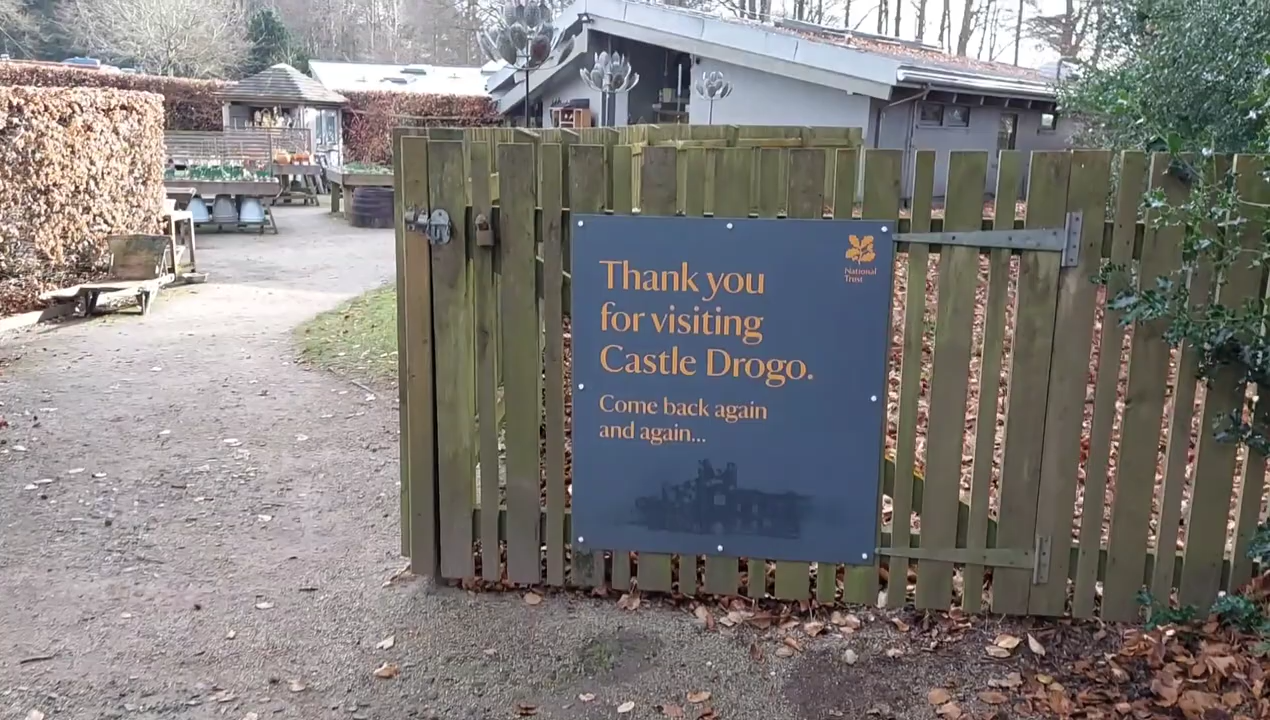 Thank you
for visiting
Castle Drogo.
Come back again
and again...
National
Trust